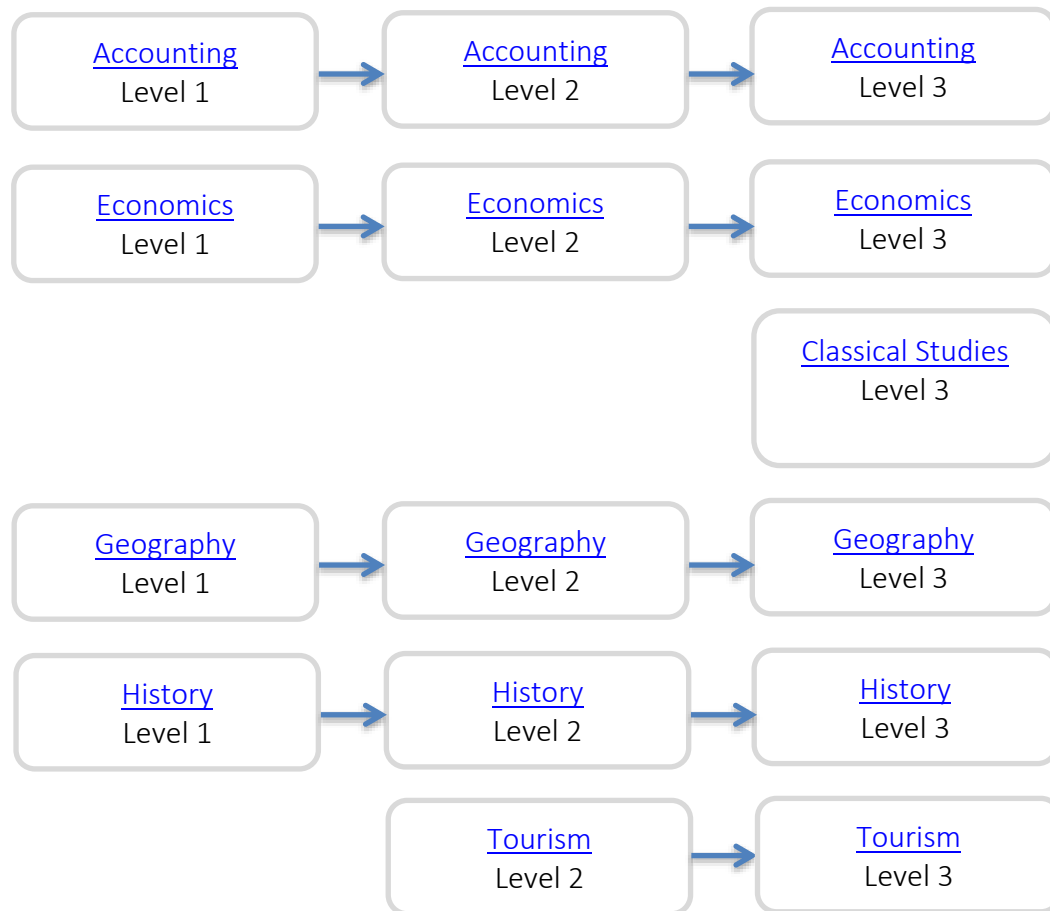 Accounting
Level 1
Accounting
Level 2
Accounting
Level 3
Economics
Level 1
Economics
Level 2
Economics
Level 3
Classical Studies
Level 3
Geography
Level 1
Geography
Level 2
Geography
Level 3
History
Level 1
History
Level 2
History
Level 3
Tourism
Level 2
Tourism
Level 3